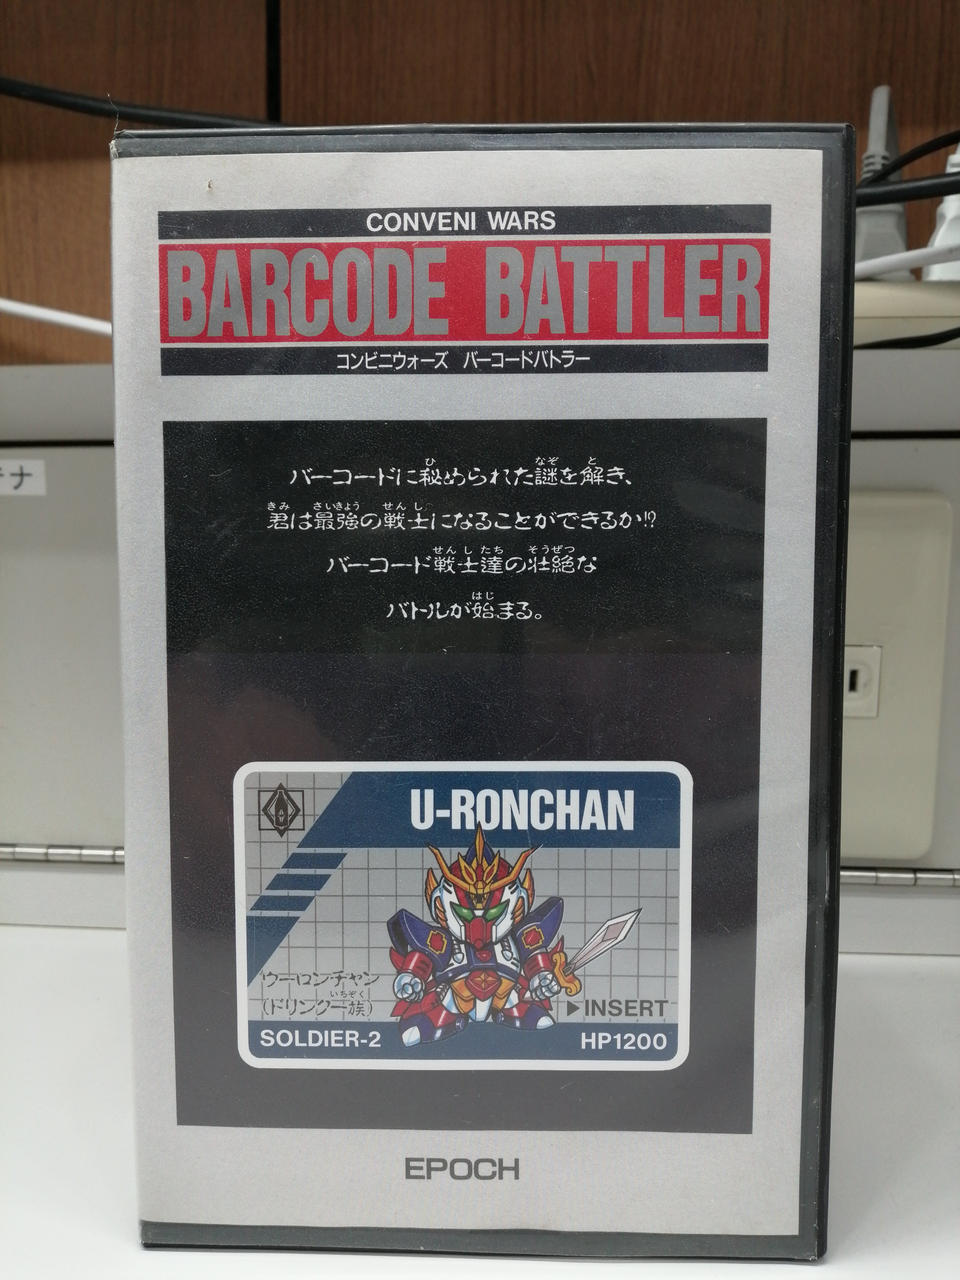 CONVENI WARS
BARCODE BATTLER
コンビニウォーズ バーコードバトラー
バーコードに秘められた謎を解き、
君は最強の戦士になることができるか!?
バーコード戦士達の壮絶な
バトルが始まる。
U-RONCHAN
ウーロンチャン
(ドリンク一族)
▶INSERT
SOLDIER-2 HP1200
EPOCH
ナ